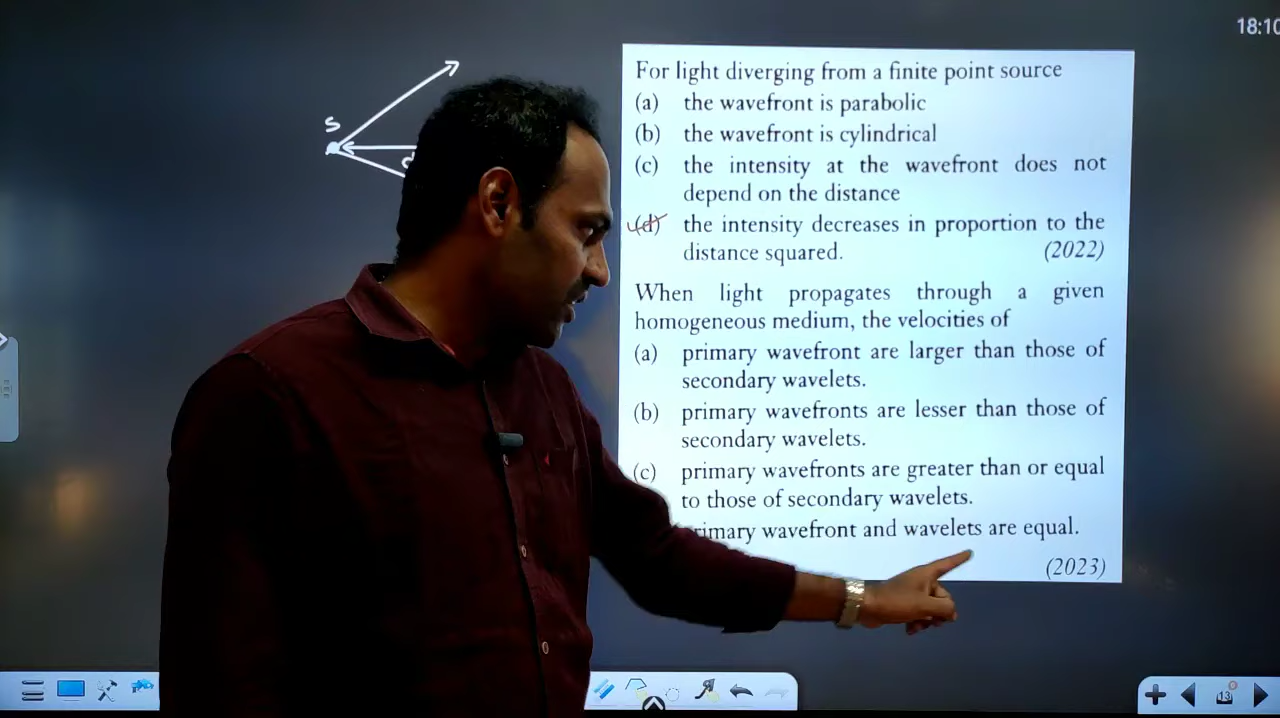 18:10
S
For light diverging from a finite point source
(a) the wavefront is parabolic
(b) the wavefront is cylindrical
(c) the intensity at the wavefront does not
depend on the distance
(d) the intensity decreases in proportion to the
distance squared. (2022)
When light propagates through a given
homogeneous medium, the velocities of
(a) primary wavefront are larger than those of
secondary wavelets.
(b) primary wavefronts are lesser than those of
secondary wavelets.
(c) primary wavefronts are greater than or equal
to those of secondary wavelets.
wavefront and wavelets are equal.
(2023)
13